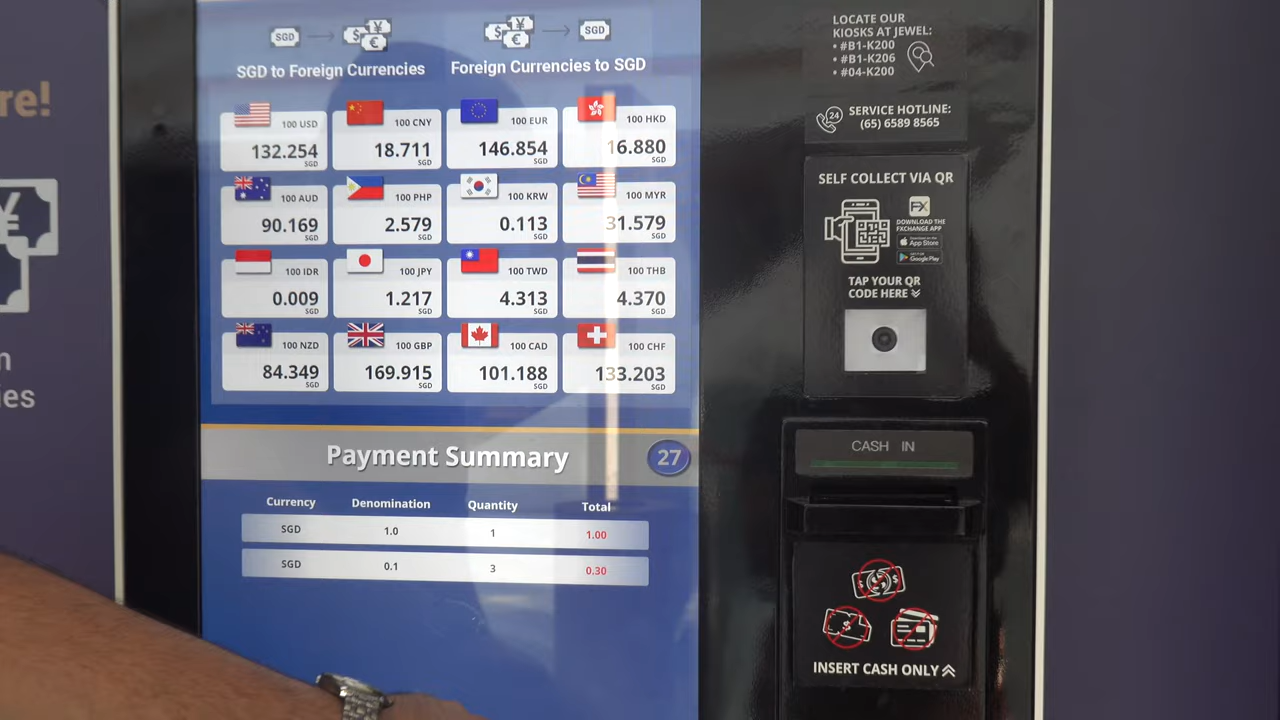 re!
¥
n
ies
SGD
$ ¥ €
$ ¥ €
SGD
SGD to Foreign Currencies
Foreign Currencies to SGD
100 USD
132.254
SGD
100 CNY
18.711
SGD
100 EUR
146.854
SGD
100 HKD
16.880
SGD
100 AUD
90.169
SGD
100 PHP
2.579
SGD
100 KRW
0.113
SGD
100 MYR
31.579
SGD
100 IDR
0.009
SGD
100 JPY
1.217
SGD
100 TWD
4.313
SGD
100 THB
4.370
SGD
100 NZD
84.349
SGD
100 GBP
169.915
SGD
100 CAD
101.188
SGD
100 CHF
133.203
SGD
Payment Summary
27
Currency Denomination Quantity Total
SGD 1.0 1 1.00
SGD 0.1 3 0.30
LOCATE OUR
KIOSKS AT JEWEL:
• #B1-K200
• #B1-K206
• #04-K200
24
SERVICE HOTLINE:
(65) 6589 8565
SELF COLLECT VIA QR
FX
DOWNLOAD THE
FXCHANGE APP
App Store
Google Play
TAP YOUR QR
CODE HERE
CASH IN
INSERT CASH ONLY